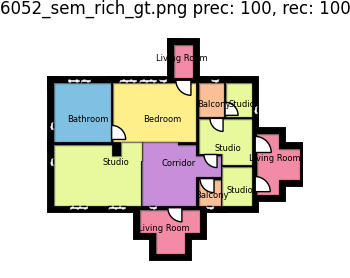 6052_sem_rich_gt.png prec: 100, rec: 100
Living Room
Balcony Studio
Bathroom Bedroom
Studio
Studio Corridor Living Room
Balcony Studio
Living Room